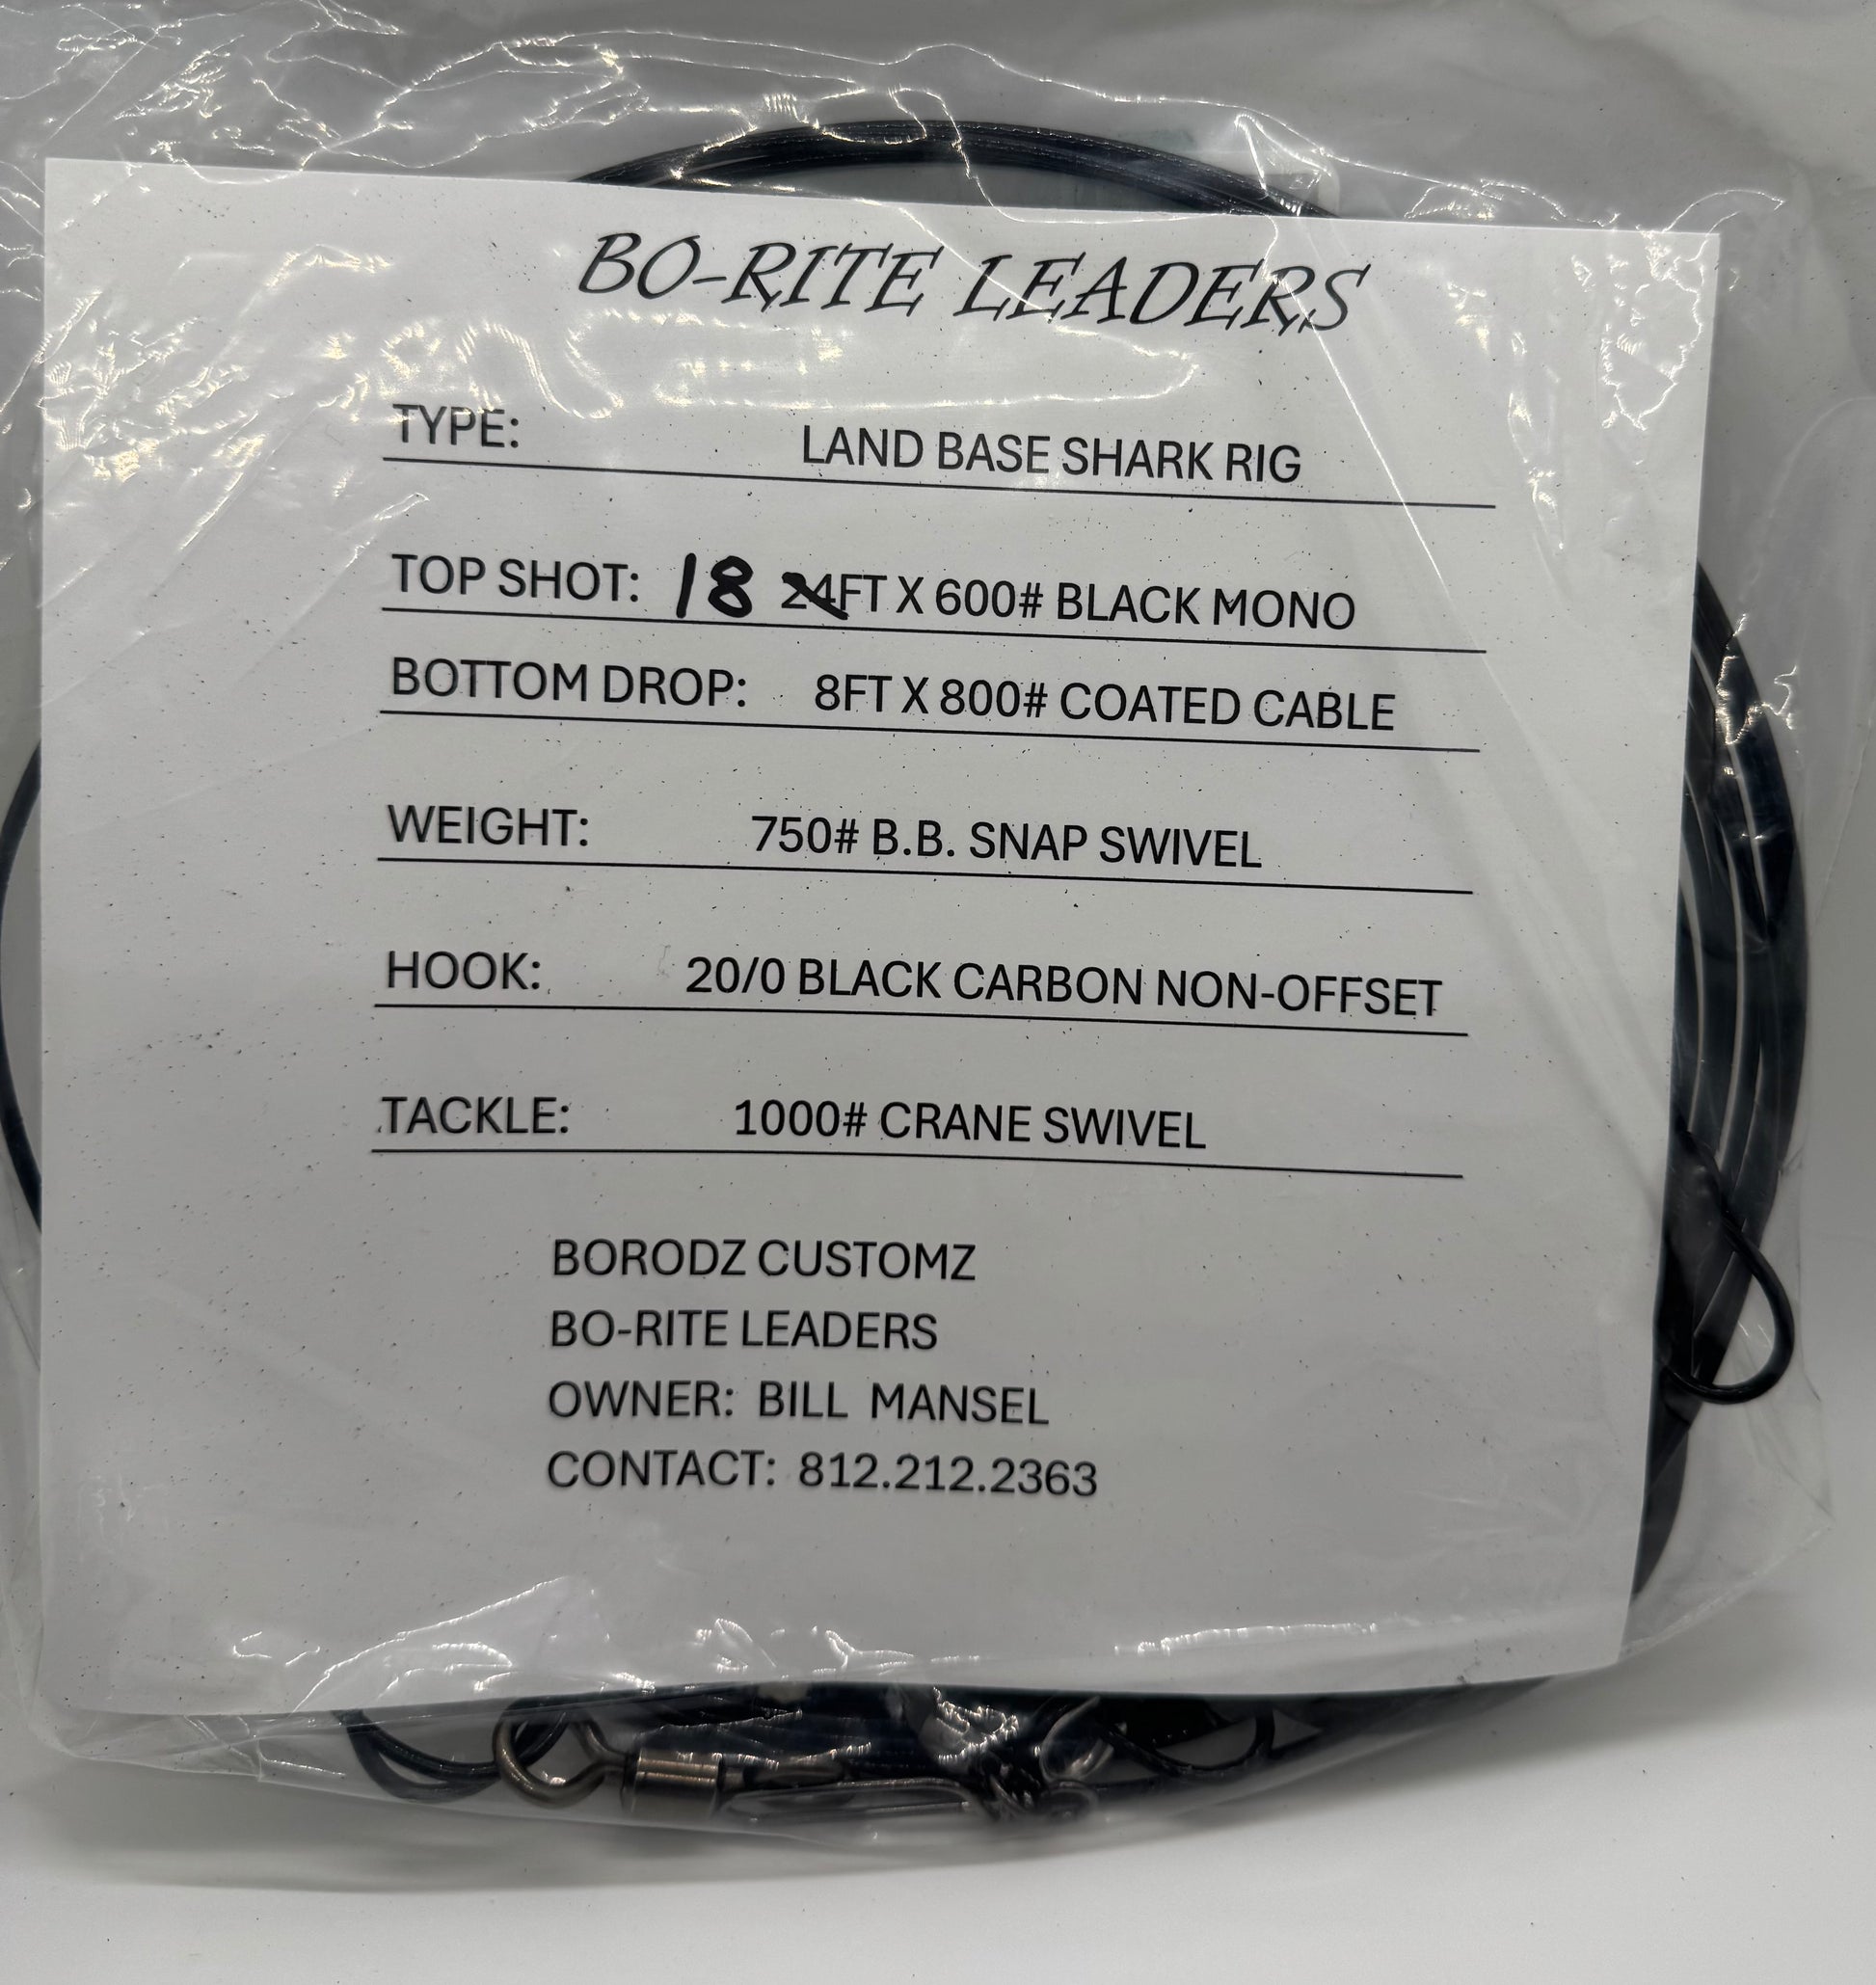 BO-RITE LEADERS
TYPE: LAND BASE SHARK RIG
TOP SHOT: 18 24FT X 600# BLACK MONO
BOTTOM DROP: 8FT X 800# COATED CABLE
WEIGHT: 750# B.B. SNAP SWIVEL
HOOK: 20/0 BLACK CARBON NON-OFFSET
TACKLE: 1000# CRANE SWIVEL
BORODZ CUSTOMZ
BO-RITE LEADERS
OWNER: BILL MANSEL
CONTACT: 812.212.2363